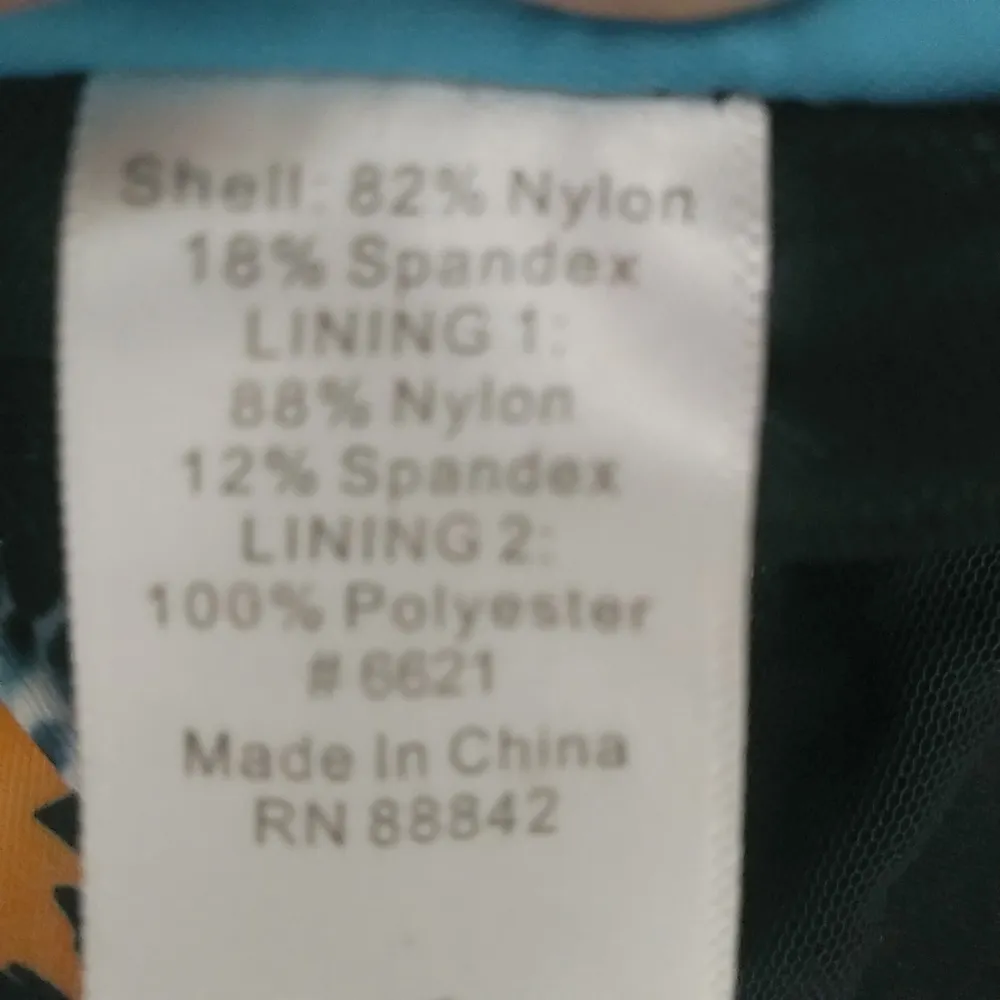 Shell: 82% Nylon
18% Spandex
LINING 1:
88% Nylon
12% Spandex
LINING 2:
100% Polyester
# 6621
Made In China
RN 88842